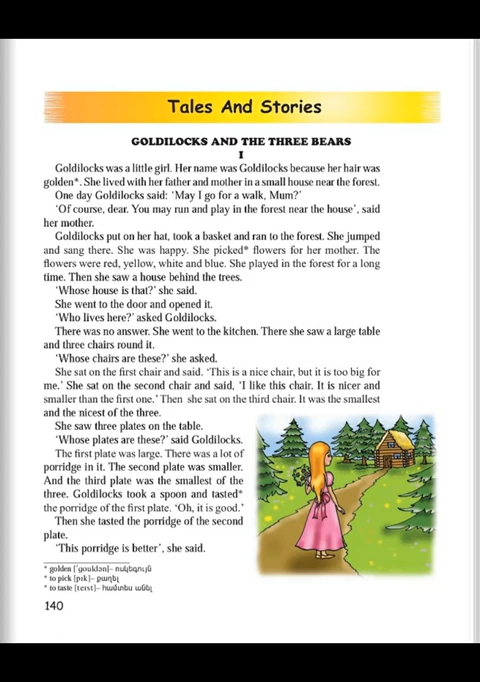 Tales And Stories
GOLDILOCKS AND THE THREE BEARS
I
Goldilocks was a little girl. Her name was Goldilocks because her hair was
golden*. She lived with her father and mother in a small house near the forest.
One day Goldilocks said: ‘May I go for a walk, Mum?’
‘Of course, dear. You may run and play in the forest near the house’, said
her mother.
Goldilocks put on her hat, took a basket and ran to the forest. She jumped
and sang there. She was happy. She picked* flowers for her mother. The
flowers were red, yellow, white and blue. She played in the forest for a long
time. Then she saw a house behind the trees.
‘Whose house is that?’ she said.
She went to the door and opened it.
‘Who lives here?’ asked Goldilocks.
There was no answer. She went to the kitchen. There she saw a large table
and three chairs round it.
‘Whose chairs are these?’ she asked.
She sat on the first chair and said. ‘This is a nice chair, but it is too big for
me.’ She sat on the second chair and said, ‘I like this chair. It is nicer and
smaller than the first one.’ Then she sat on the third chair. It was the smallest
and the nicest of the three.
She saw three plates on the table.
‘Whose plates are these?’ said Goldilocks.
The first plate was large. There was a lot of
porridge in it. The second plate was smaller.
And the third plate was the smallest of the
three. Goldilocks took a spoon and tasted*
the porridge of the first plate. ‘Oh, it is good.’
Then she tasted the porridge of the second
plate.
‘This porridge is better’, she said.
* golden [ˈgouldən]– ոսկեգույն
* to pick [pɪk]– քաղել
* to taste [teɪst]– համտես անել
140